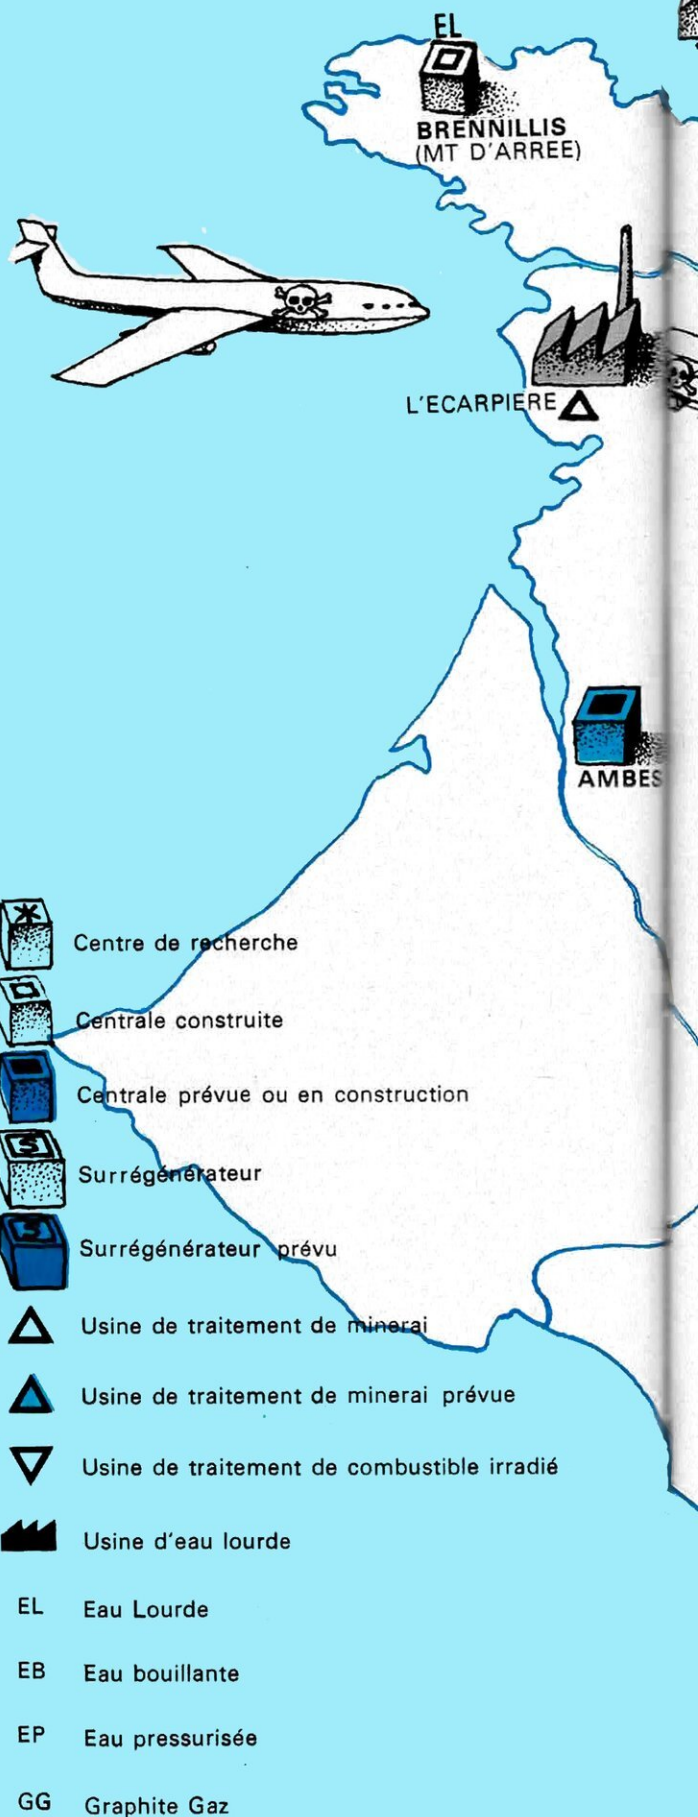 EL
BRENNILLIS
(MT D'ARREE)
L'ECARPIERE
AMBES
Centre de recherche
Centrale construite
Centrale prévue ou en construction
S
Surrégénérateur
S
Surrégénérateur prévu
Usine de traitement de minerai
Usine de traitement de minerai prévue
Usine de traitement de combustible irradié
Usine d'eau lourde
EL Eau Lourde
EB Eau bouillante
EP Eau pressurisée
GG Graphite Gaz